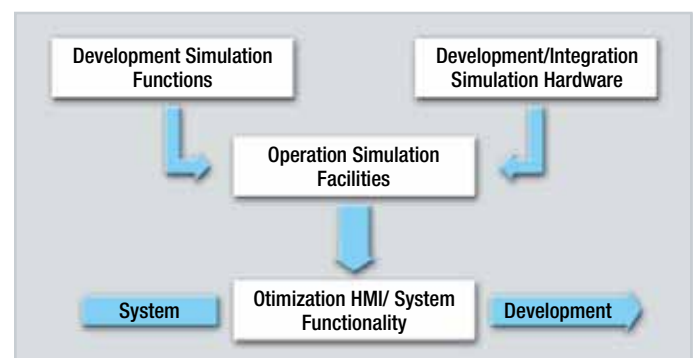 Development Simulation
Functions
Development/Integration
Simulation Hardware
Operation Simulation
Facilities
System
Otimization HMI/ System
Functionality
Development